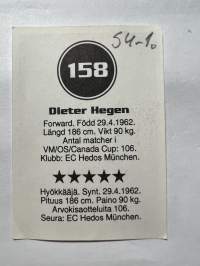 S4-1.
158
Dieter Hegen
Forward. Född 29.4.1962.
Längd 186 cm. Vikt 90 kg.
Antal matcher i
VM/OS/Canada Cup: 106.
Klubb: EC Hedos München.
★★★★★
Hyökkääjä. Synt. 29.4.1962.
Pituus 186 cm. Paino 90 kg.
Arvokisaotteluita 106.
Seura: EC Hedos München.